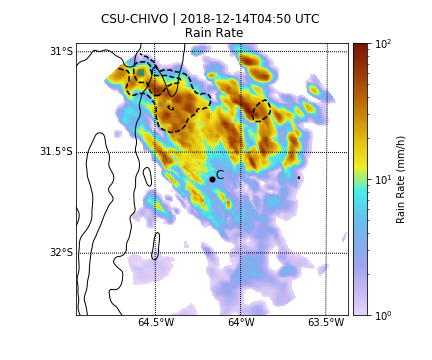 CSU-CHIVO | 2018-12-14T04:50 UTC
Rain Rate
31°S
31.5°S
32°S
64.5°W
64°W
63.5°W
C
10²
10¹
10⁰
Rain Rate (mm/h)